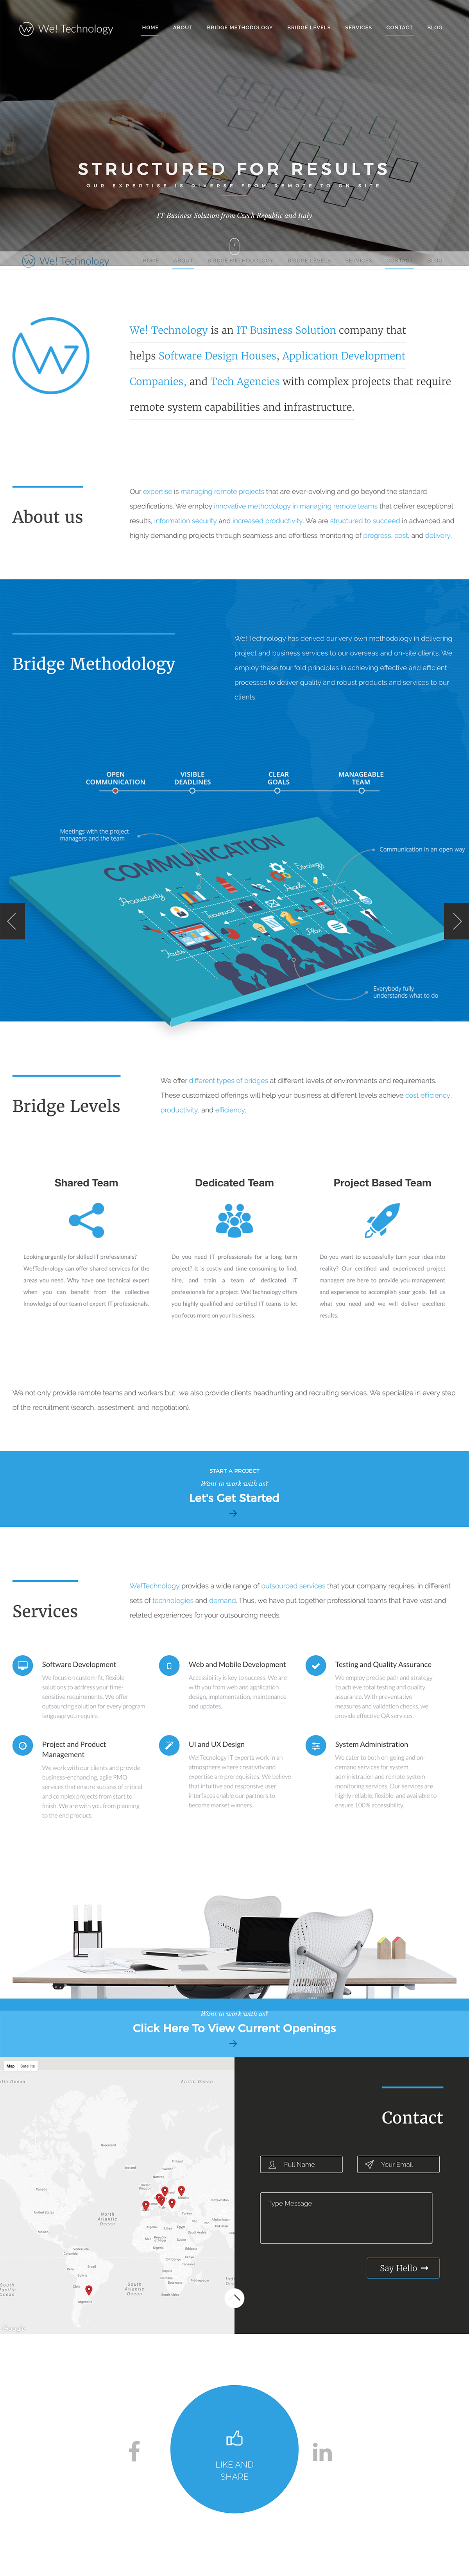 We! Technology
HOME ABOUT BRIDGE METHODOLOGY BRIDGE LEVELS SERVICES CONTACT BLOG
STRUCTURED FOR RESULTS
OUR EXPERTISE IS DIVERSE FROM REMOTE TO ON-SITE
IT Business Solution from Czech Republic and Italy
We! Technology
HOME ABOUT BRIDGE METHODOLOGY BRIDGE LEVELS SERVICES CONTACT BLOG
We! Technology is an IT Business Solution company that
helps Software Design Houses, Application Development
Companies, and Tech Agencies with complex projects that require
remote system capabilities and infrastructure.
About us
Our expertise is managing remote projects that are ever-evolving and go beyond the standard
specifications. We employ innovative methodology in managing remote teams that deliver exceptional
results, information security and increased productivity. We are structured to succeed in advanced and
highly demanding projects through seamless and effortless monitoring of progress, cost, and delivery.
Bridge Methodology
We! Technology has derived our very own methodology in delivering
project and business services to our overseas and on-site clients. We
employ these four fold principles in achieving effective and efficient
processes to deliver quality and robust products and services to our
clients.
OPEN
COMMUNICATION
VISIBLE
DEADLINES
CLEAR
GOALS
MANAGEABLE
TEAM
Meetings with the project
managers and the team
Communication in an open way
COMMUNICATION
Strategy
Productivity
People
Ideas
Teamwork
Plan
Everybody fully
understands what to do
Bridge Levels
We offer different types of bridges at different levels of environments and requirements.
These customized offerings will help your business at different levels achieve cost efficiency,
productivity, and efficiency.
Shared Team
Looking urgently for skilled IT professionals?
We!Technology can offer shared services for the
areas you need. Why have one technical expert
when you can benefit from the collective
knowledge of our team of expert IT professionals.
Dedicated Team
Do you need IT professionals for a long term
project? It is costly and time consuming to find,
hire, and train a team of dedicated IT
professionals for a project. We!Technology offers
you highly qualified and certified IT teams to let
you focus more on your business.
Project Based Team
Do you want to successfully turn your idea into
reality? Our certified and experienced project
managers are here to provide you management
and experience to accomplish your goals. Tell us
what you need and we will deliver excellent
results.
We not only provide remote teams and workers but we also provide clients headhunting and recruiting services. We specialize in every step
of the recruitment (search, assestment, and negotiation).
START A PROJECT
Want to work with us?
Let's Get Started
Services
We!Technology provides a wide range of outsourced services that your company requires, in different
sets of technologies and demand. Thus, we have put together professional teams that have vast and
related experiences for your outsourcing needs.
Software Development
We focus on custom-fit, flexible
solutions to address your time-
sensitive requirements. We offer
outsourcing solution for every program
language you require.
Web and Mobile Development
Accessibility is key to success. We are
with you from web and application
design, implementation, maintenance
and updates.
Testing and Quality Assurance
We employ precise path and strategy
to achieve total testing and quality
assurance. With preventative
measures and validation checks, we
provide effective QA services.
Project and Product
Management
We work with our clients and provide
business-enchancing, agile PMO
services that ensure success of critical
and complex projects from start to
finish. We are with you from planning
to the end product.
UI and UX Design
We!Technology IT experts work in an
atmosphere where creativity and
expertise are prerequisites. We believe
that intuitive and responsive user
interfaces enable our partners to
become market winners.
System Administration
We cater to both on going and on-
demand services for system
administration and remote system
monitoring services. Our services are
highly reliable, flexible, and available to
ensure 100% accessibility.
Want to work with us?
Click Here To View Current Openings
Map Satellite
Arctic Ocean
North
Atlantic
Ocean
South
Atlantic
Ocean
Contact
Full Name
Your Email
Type Message
Say Hello
LIKE AND
SHARE